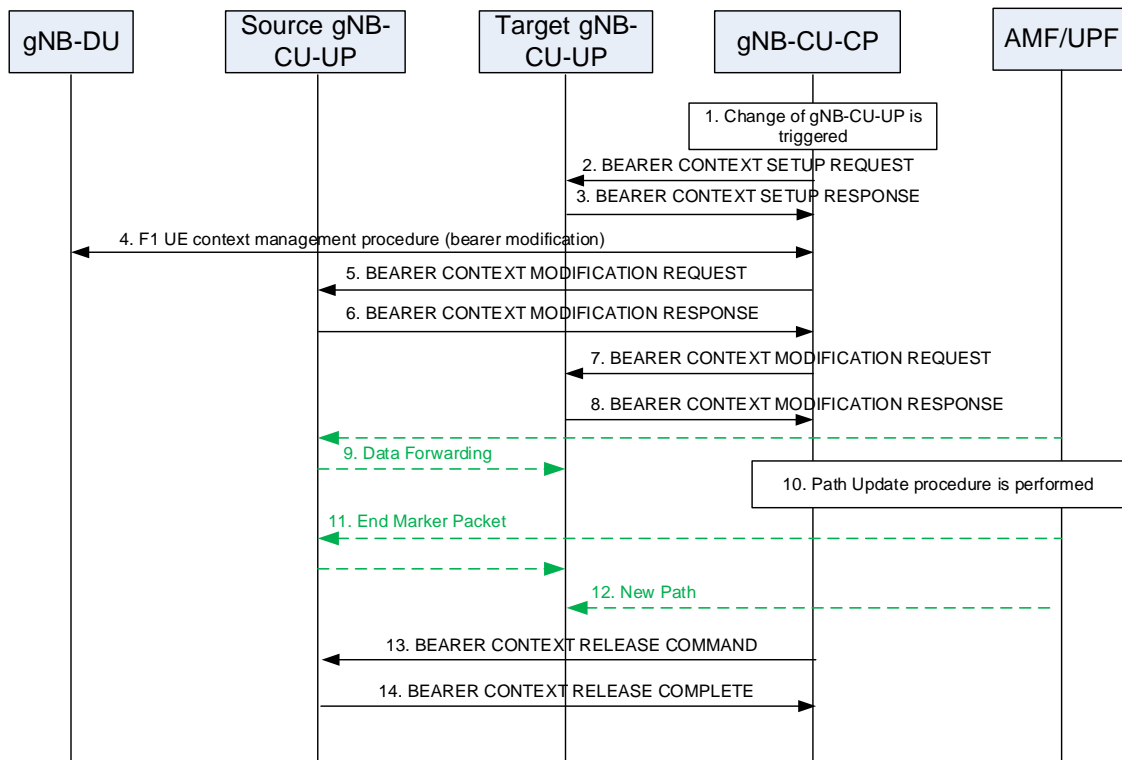 gNB-DU
Source gNB-
CU-UP
Target gNB-
CU-UP
gNB-CU-CP
AMF/UPF
1. Change of gNB-CU-UP is
triggered
2. BEARER CONTEXT SETUP REQUEST
3. BEARER CONTEXT SETUP RESPONSE
4. F1 UE context management procedure (bearer modification)
5. BEARER CONTEXT MODIFICATION REQUEST
6. BEARER CONTEXT MODIFICATION RESPONSE
7. BEARER CONTEXT MODIFICATION REQUEST
8. BEARER CONTEXT MODIFICATION RESPONSE
9. Data Forwarding
10. Path Update procedure is performed
11. End Marker Packet
12. New Path
13. BEARER CONTEXT RELEASE COMMAND
14. BEARER CONTEXT RELEASE COMPLETE